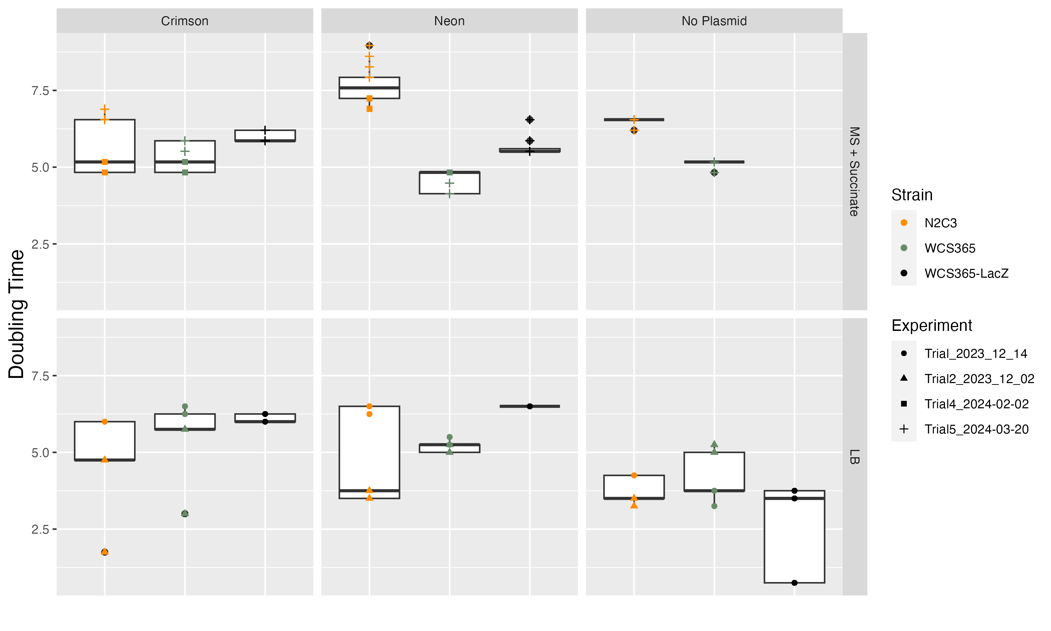 Crimson
Neon
No Plasmid
Doubling Time
7.5
5.0
2.5
MS + Succinate
7.5
5.0
2.5
LB
Strain
N2C3
WCS365
WCS365-LacZ
Experiment
Trial_2023_12_14
Trial2_2023_12_02
Trial4_2024-02-02
Trial5_2024-03-20